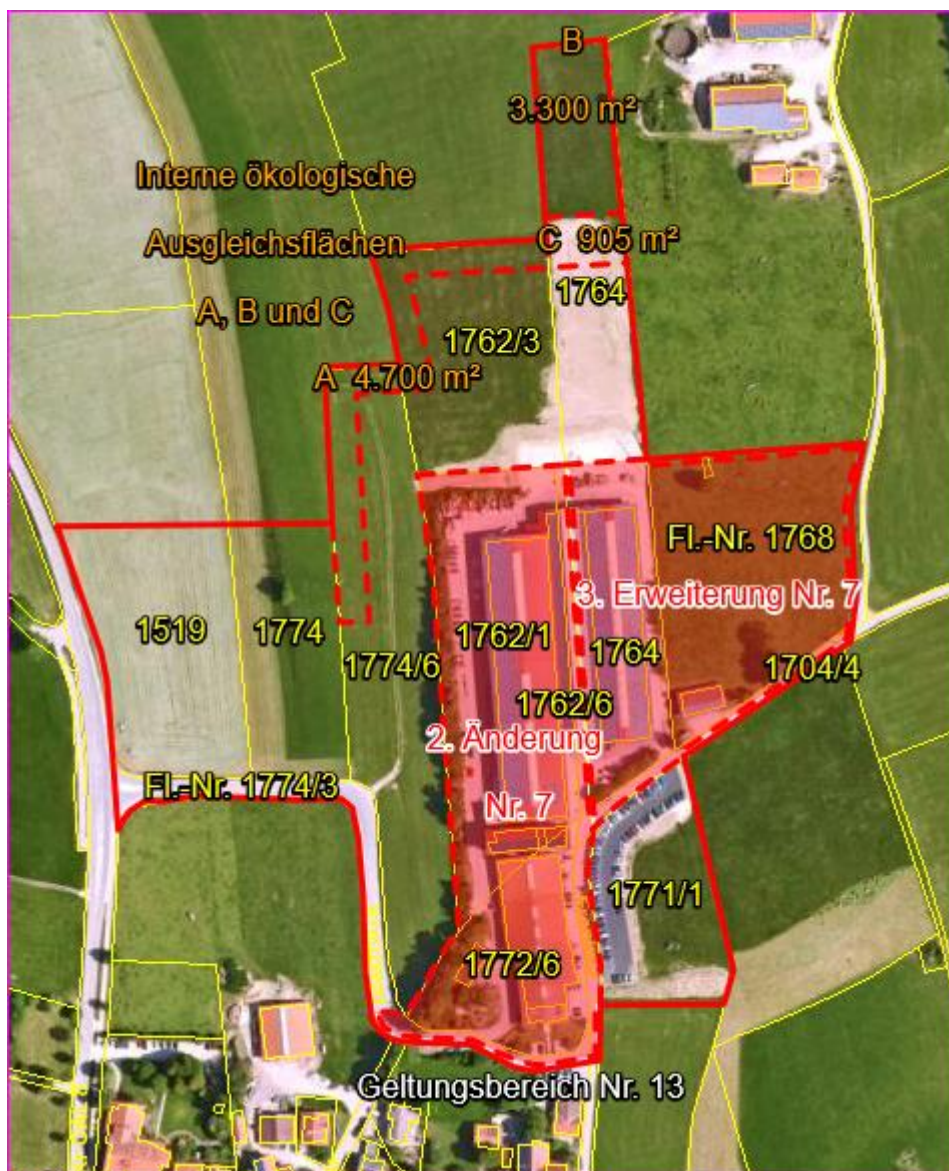 B
3.300 m²
Interne ökologische
Ausgleichsflächen
A, B und C
C 905 m²
1764
1762/3
A 4.700 m²
Fl.-Nr. 1768
3. Erweiterung Nr. 7
1519
1774
1774/6
1762/1
1764
1704/4
1762/6
2. Änderung
Nr. 7
Fl.-Nr. 1774/3
1771/1
1772/6
Geltungsbereich Nr. 13